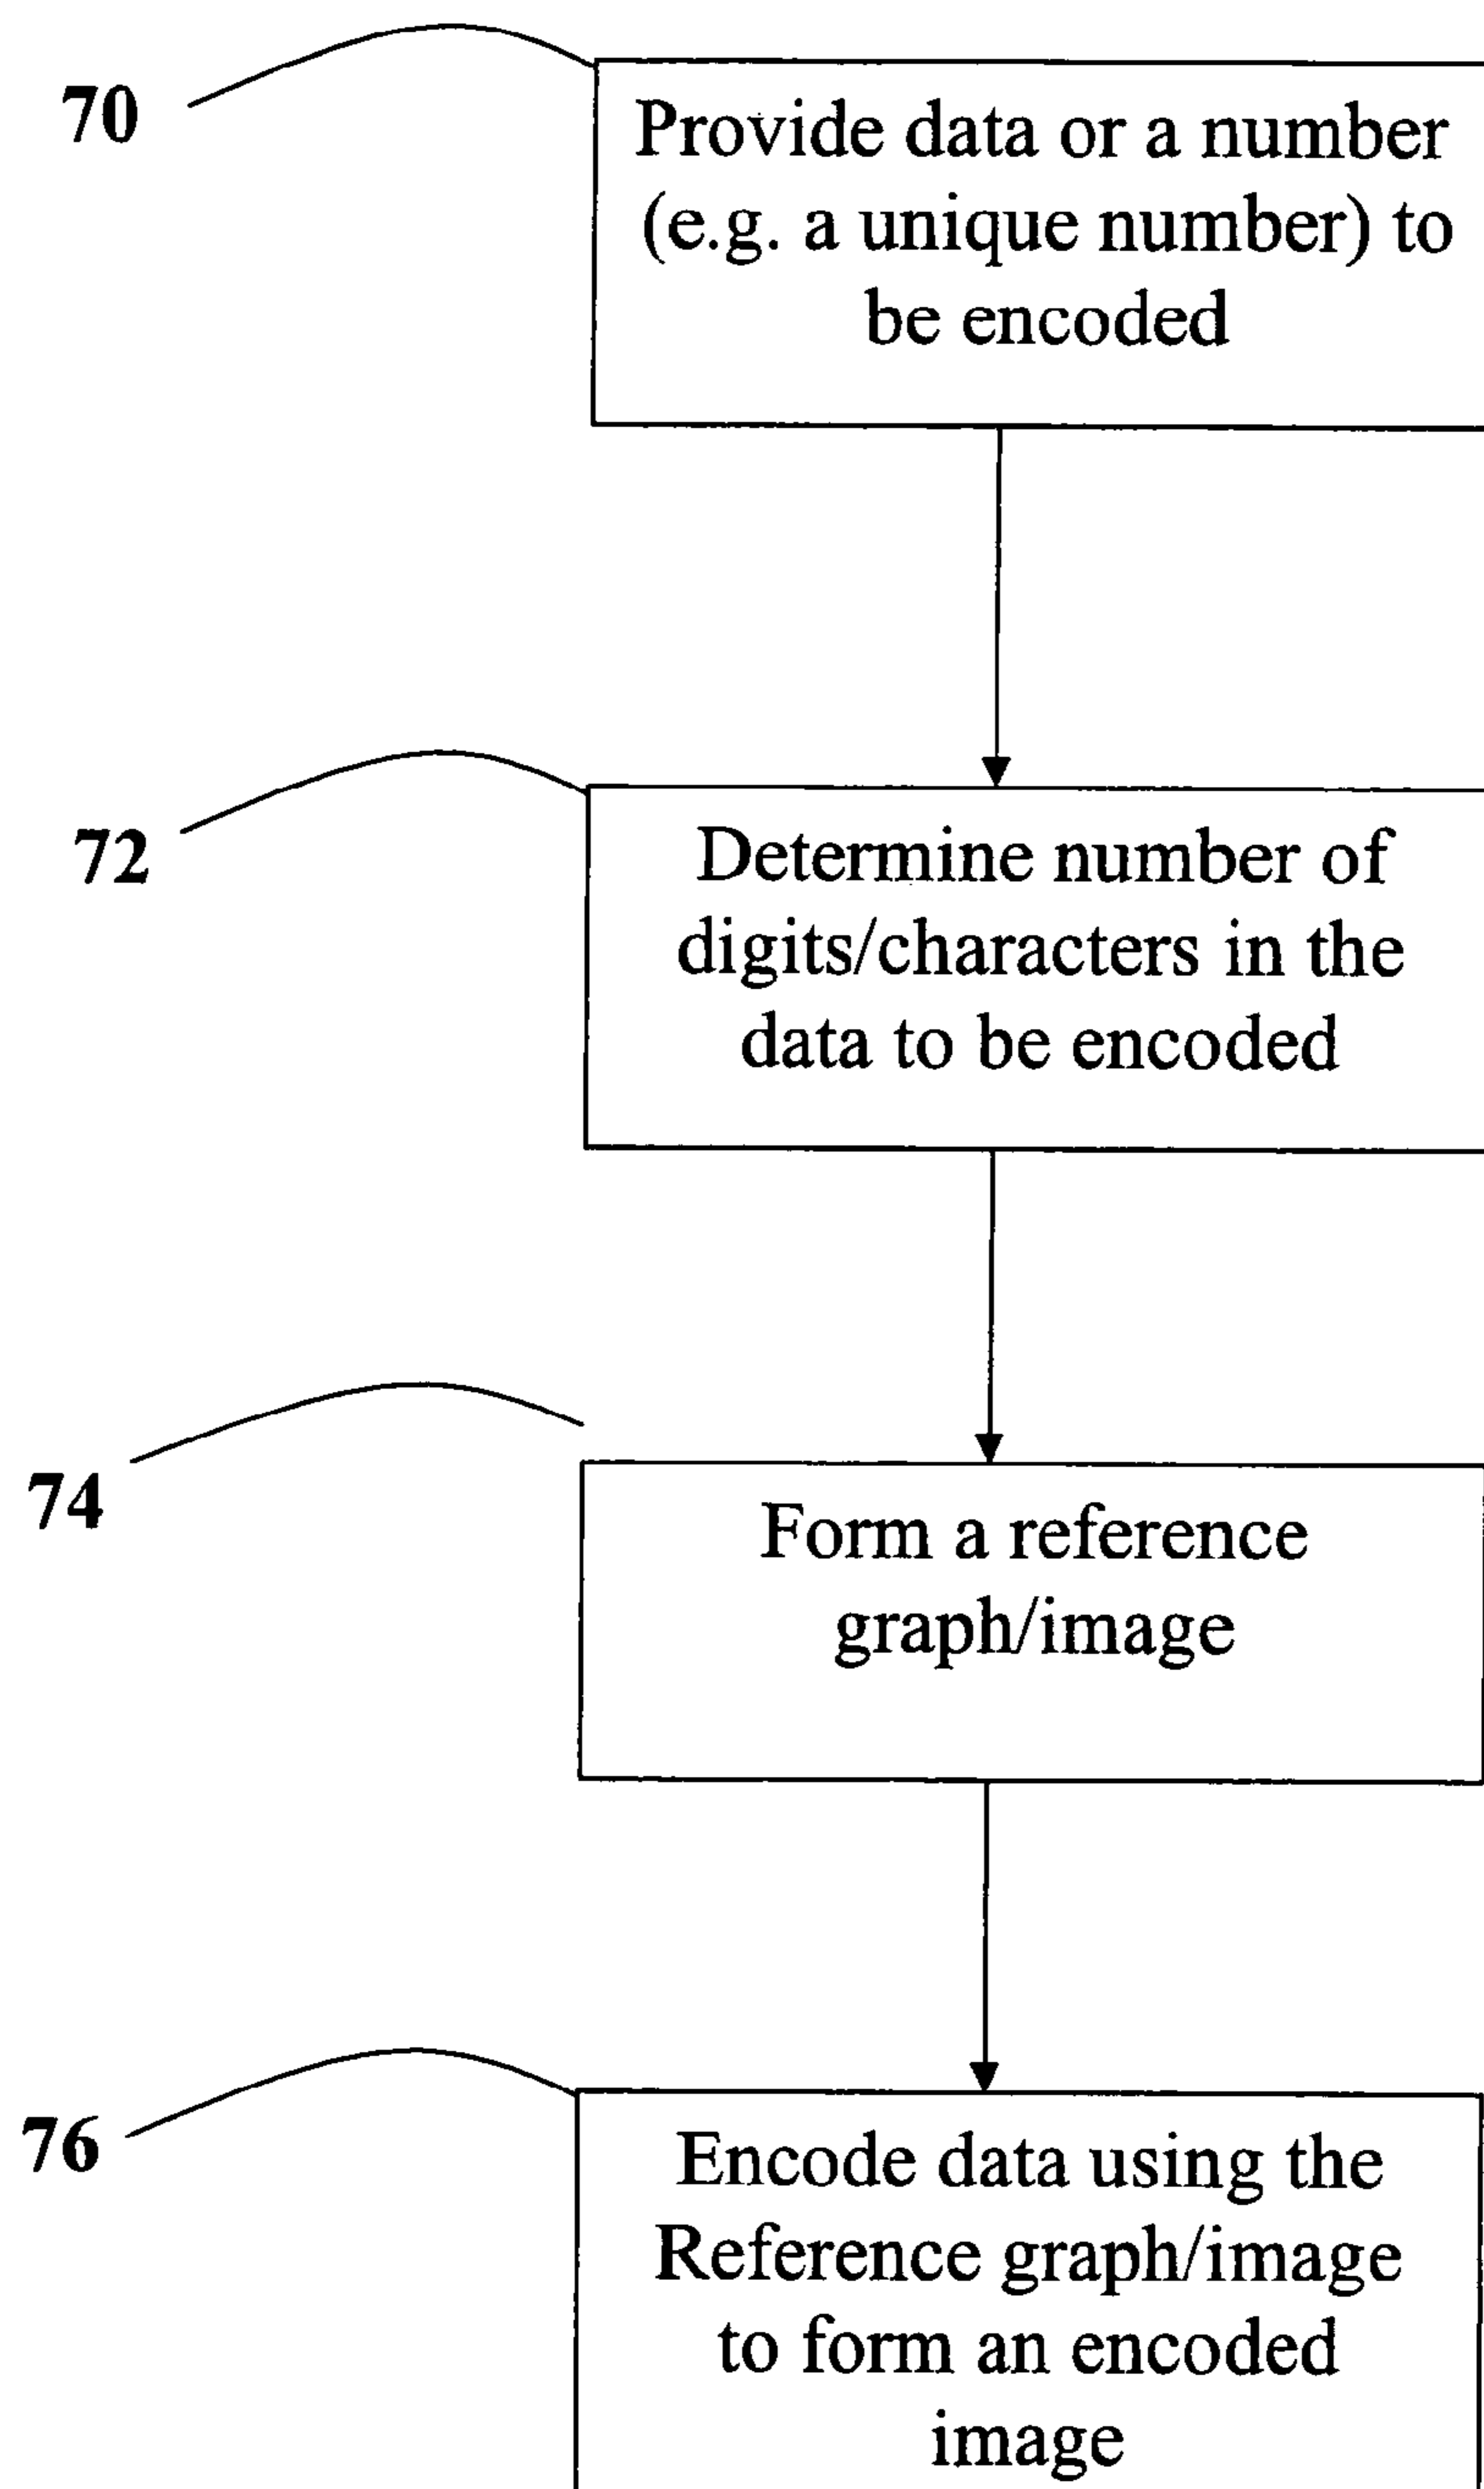 70
Provide data or a number
(e.g. a unique number) to
be encoded
72
Determine number of
digits/characters in the
data to be encoded
74
Form a reference
graph/image
76
Encode data using the
Reference graph/image
to form an encoded
image